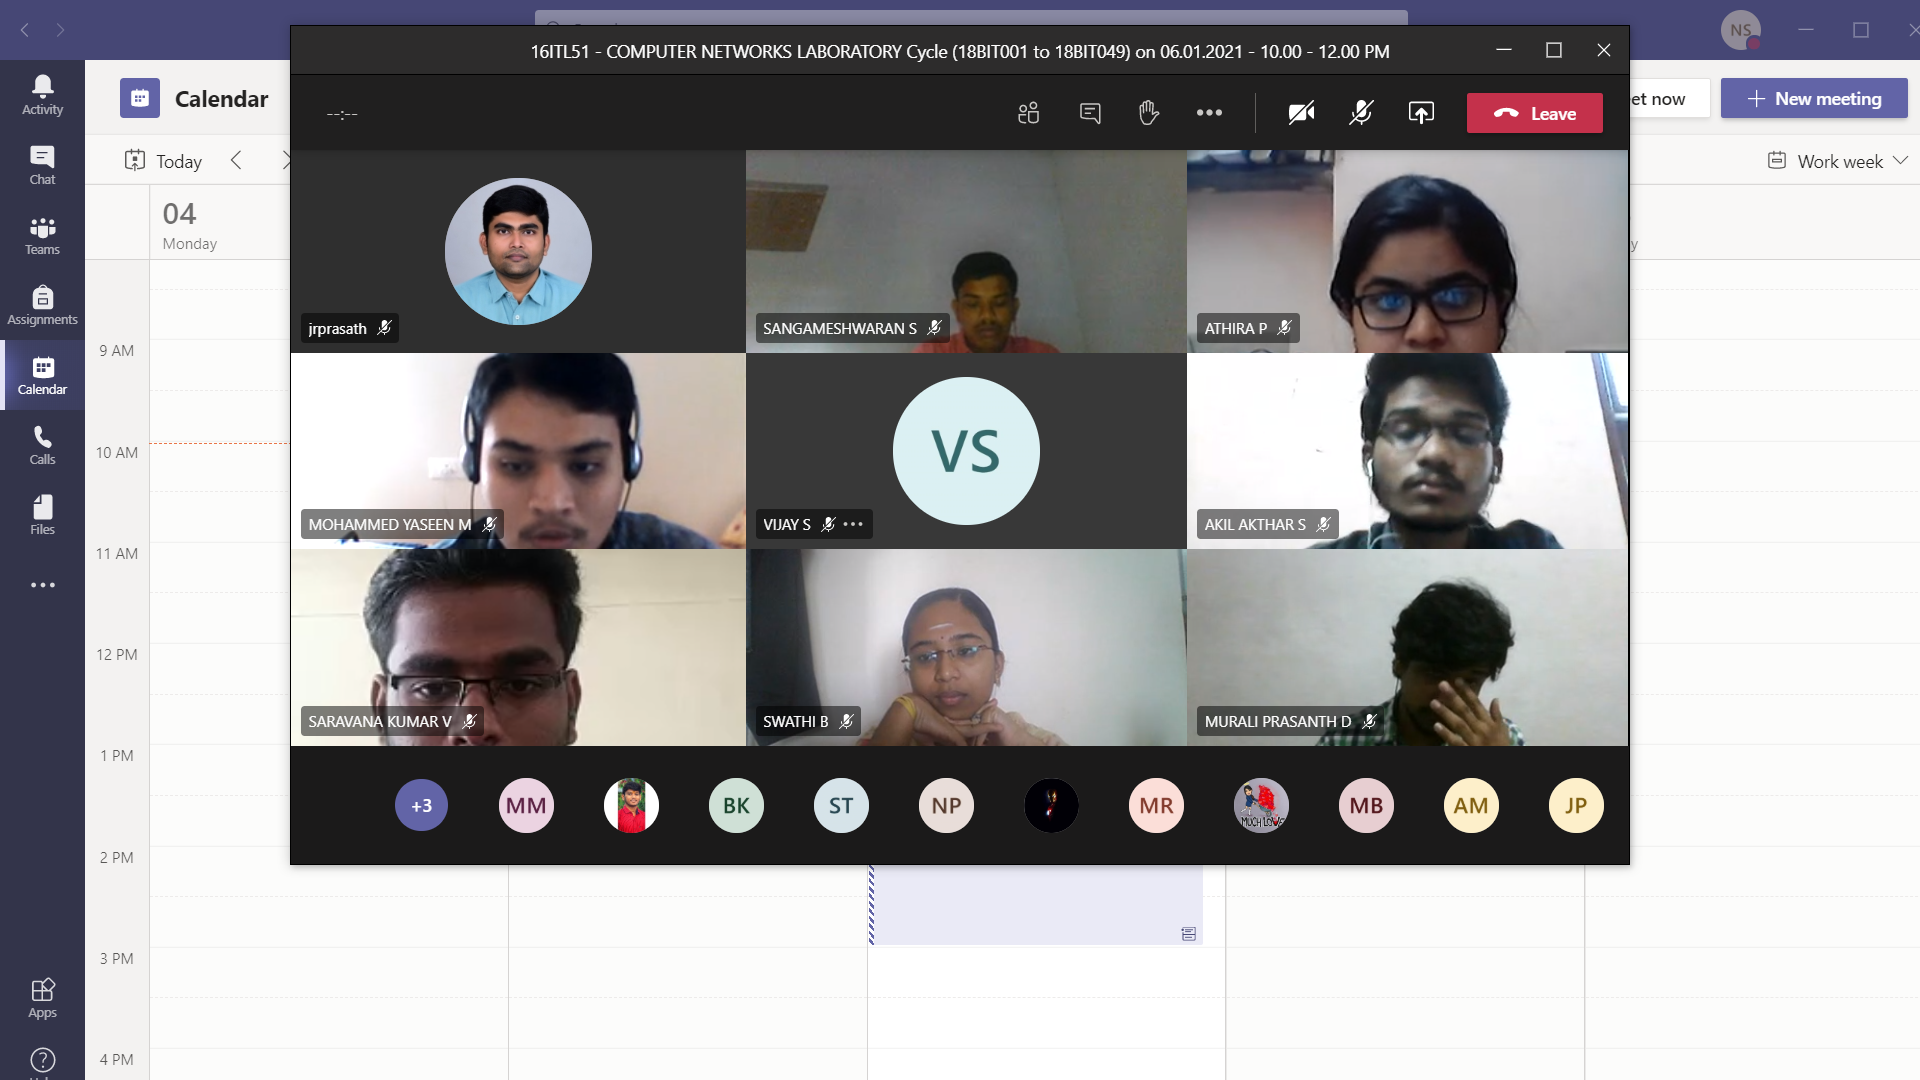 NS
16ITL51 - COMPUTER NETWORKS LABORATORY Cycle (18BIT001 to 18BIT049) on 06.01.2021 - 10.00 - 12.00 PM
Activity
Calendar
--:--
Leave
et now
New meeting
Chat
Today
Work week
Teams
04
Monday
y
Assignments
Calendar
Calls
Files
Apps
9 AM
10 AM
11 AM
12 PM
1 PM
2 PM
3 PM
4 PM
jrprasath
SANGAMESHWARAN S
ATHIRA P
MOHAMMED YASEEN M
VS
VIJAY S
AKIL AKTHAR S
SARAVANA KUMAR V
SWATHI B
MURALI PRASANTH D
+3
MM
BK
ST
NP
MR
MUCH LOVE
MB
AM
JP